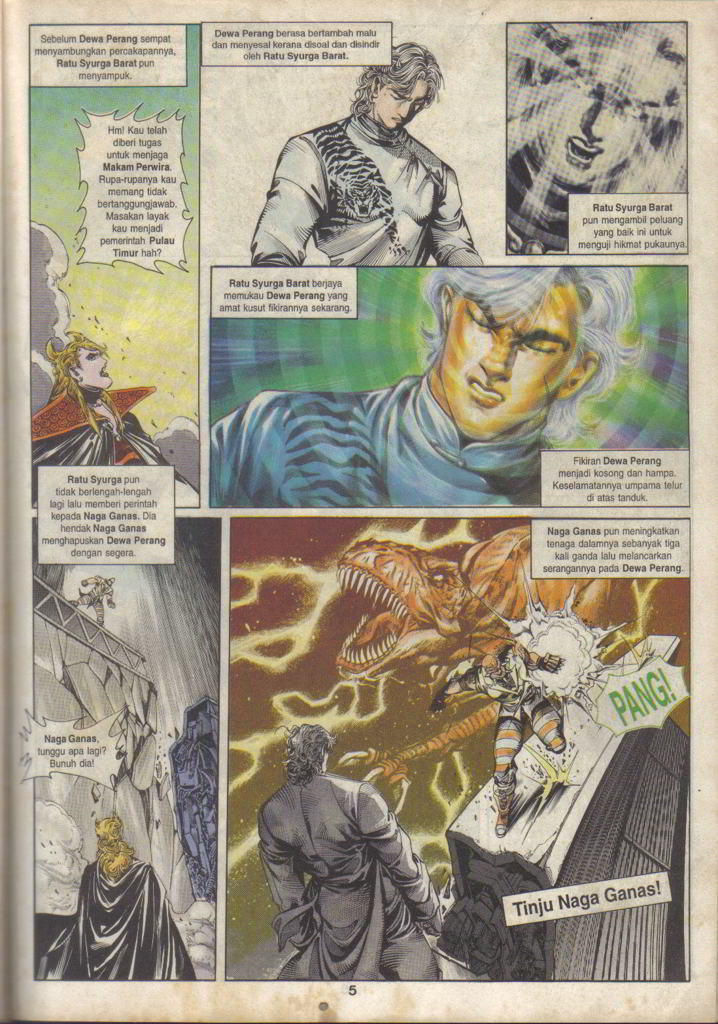 Sebelum Dewa Perang sempat
menyambungkan percakapannya,
Ratu Syurga Barat pun
menyampuk.
Hm! Kau telah
diberi tugas
untuk menjaga
Makam Perwira.
Rupa-rupanya kau
memang tidak
bertanggungjawab.
Masakan layak
kau menjadi
pemerintah Pulau
Timur hah?
Dewa Perang berasa bertambah malu
dan menyesal kerana disoal dan disindir
oleh Ratu Syurga Barat.
Ratu Syurga Barat
pun mengambil peluang
yang baik ini untuk
menguji hikmat pukaunya.
Ratu Syurga Barat berjaya
memukau Dewa Perang yang
amat kusut fikirannya sekarang.
Fikiran Dewa Perang
menjadi kosong dan hampa.
Keselamatannya umpama telur
di atas tanduk.
Ratu Syurga pun
tidak berlengah-lengah
lagi lalu memberi perintah
kepada Naga Ganas. Dia
hendak Naga Ganas
menghapuskan Dewa Perang
dengan segera.
Naga Ganas,
tunggu apa lagi?
Bunuh dia!
Naga Ganas pun meningkatkan
tenaga dalamnya sebanyak tiga
kali ganda lalu melancarkan
serangannya pada Dewa Perang.
PANG!
Tinju Naga Ganas!
5